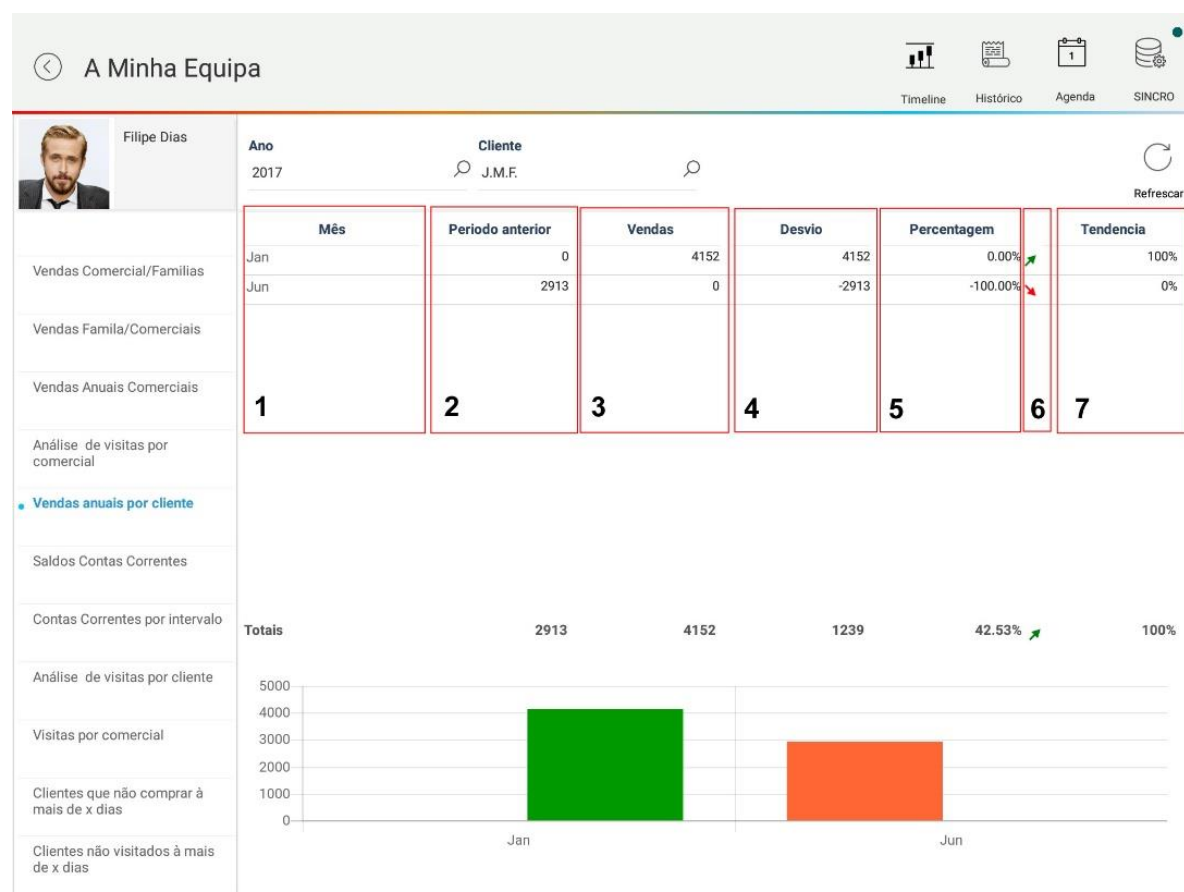 A Minha Equipa
Timeline
Histórico
1
Agenda
SINCRO
Filipe Dias
Ano
2017
Cliente
J.M.F.
Refrescar
Vendas Comercial/Familias
Vendas Famila/Comerciais
Vendas Anuais Comerciais
Análise de visitas por
comercial
Vendas anuais por cliente
Saldos Contas Correntes
Contas Correntes por intervalo
Análise de visitas por cliente
Visitas por comercial
Clientes que não comprar à
mais de x dias
Clientes não visitados à mais
de x dias
Mês Periodo anterior Vendas Desvio Percentagem Tendencia
Jan 0 4152 4152 0.00% 100%
Jun 2913 0 -2913 -100.00% 0%
1 2 3 4 5 6 7
Totais 2913 4152 1239 42.53% 100%
5000
4000
3000
2000
1000
0
Jan Jun